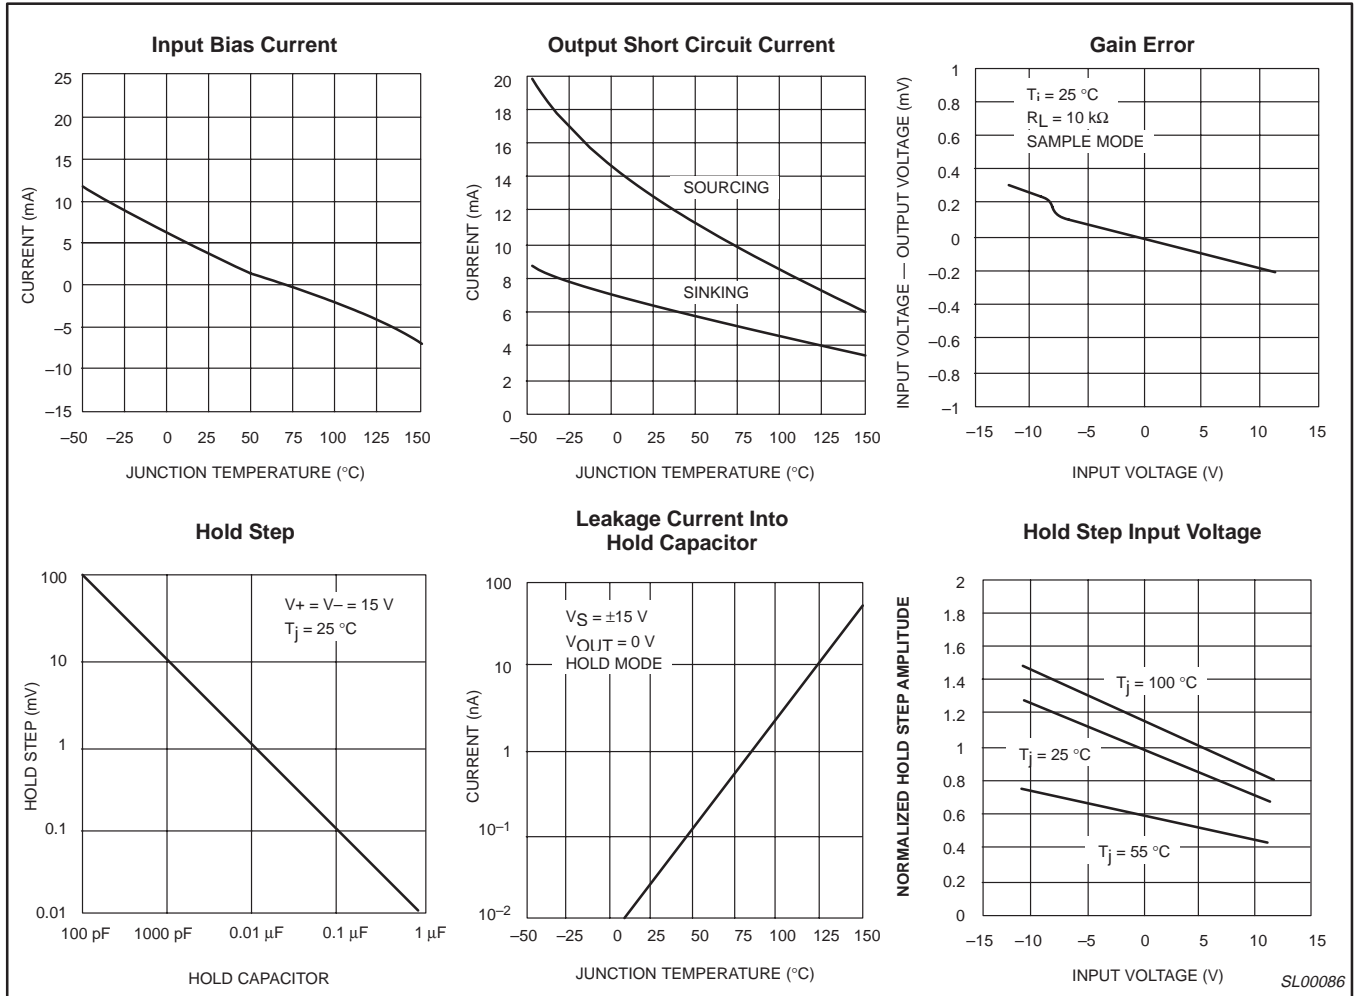 Input Bias Current
25
20
15
10
5
0
–5
–10
–15
–50 –25 0 25 50 75 100 125 150
CURRENT (mA)
JUNCTION TEMPERATURE (°C)
Output Short Circuit Current
20
18
16
14
12
10
8
6
4
2
0
–50 –25 0 25 50 75 100 125 150
CURRENT (mA)
SOURCING
SINKING
JUNCTION TEMPERATURE (°C)
Gain Error
1
0.8
0.6
0.4
0.2
0
–0.2
–0.4
–0.6
–0.8
–1
–15 –10 –5 0 5 10 15
INPUT VOLTAGE — OUTPUT VOLTAGE (mV)
Tj = 25 °C
RL = 10 kΩ
SAMPLE MODE
INPUT VOLTAGE (V)
Hold Step
100
10
1
0.1
0.01
100 pF 1000 pF 0.01 µF 0.1 µF 1 µF
HOLD STEP (mV)
V+ = V– = 15 V
Tj = 25 °C
HOLD CAPACITOR
Leakage Current Into
Hold Capacitor
100
10
1
10–1
10–2
–50 –25 0 25 50 75 100 125 150
CURRENT (nA)
VS = ±15 V
VOUT = 0 V
HOLD MODE
JUNCTION TEMPERATURE (°C)
Hold Step Input Voltage
2
1.8
1.6
1.4
1.2
1
0.8
0.6
0.4
0.2
0
–15 –10 –5 0 5 10 15
NORMALIZED HOLD STEP AMPLITUDE
Tj = 100 °C
Tj = 25 °C
Tj = 55 °C
INPUT VOLTAGE (V)
SL00086